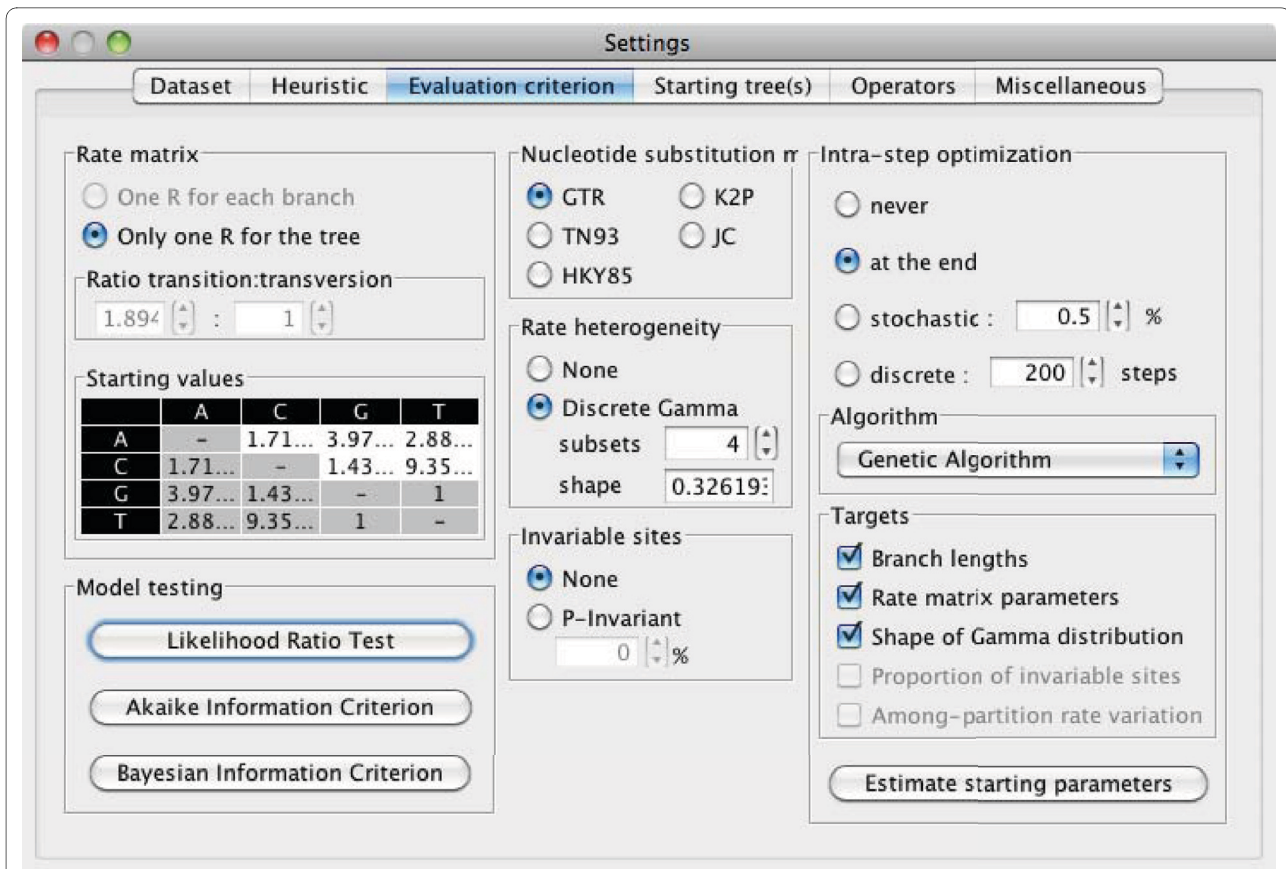 Settings
Dataset Heuristic Evaluation criterion Starting tree(s) Operators Miscellaneous
Rate matrix
One R for each branch
Only one R for the tree
Ratio transition:transversion
1.894 : 1
Starting values
A C G T
A - 1.71... 3.97... 2.88...
C 1.71... - 1.43... 9.35...
G 3.97... 1.43... - 1
T 2.88... 9.35... 1 -
Model testing
Likelihood Ratio Test
Akaike Information Criterion
Bayesian Information Criterion
Nucleotide substitution m
GTR K2P
TN93 JC
HKY85
Rate heterogeneity
None
Discrete Gamma
subsets 4
shape 0.326193
Invariable sites
None
P-Invariant
0 %
Intra-step optimization
never
at the end
stochastic : 0.5 %
discrete : 200 steps
Algorithm
Genetic Algorithm
Targets
Branch lengths
Rate matrix parameters
Shape of Gamma distribution
Proportion of invariable sites
Among-partition rate variation
Estimate starting parameters